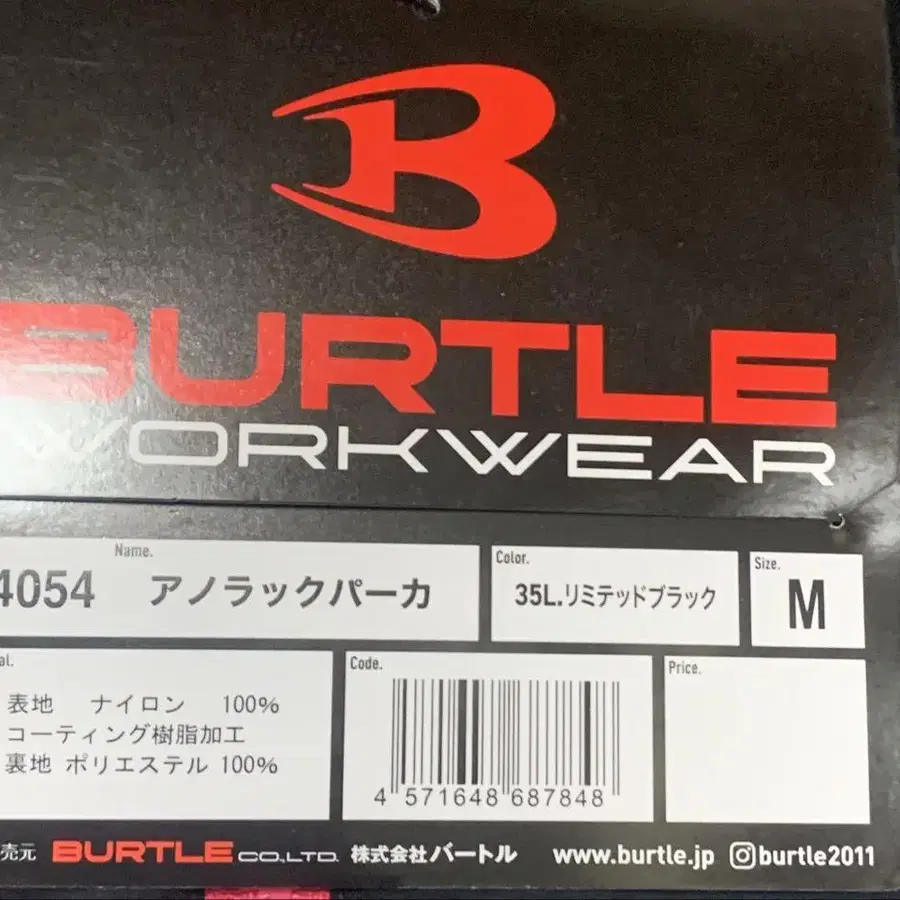 BURTLE
WORKWEAR
Name. Color. Size.
4054 アノラックパーカ 35L.リミテッドブラック M
Code. Price.
表地 ナイロン 100%
コーティング樹脂加工
裏地 ポリエステル 100%
4 571648 687848
売元 BURTLE CO.,LTD. 株式会社バートル www.burtle.jp burtle2011